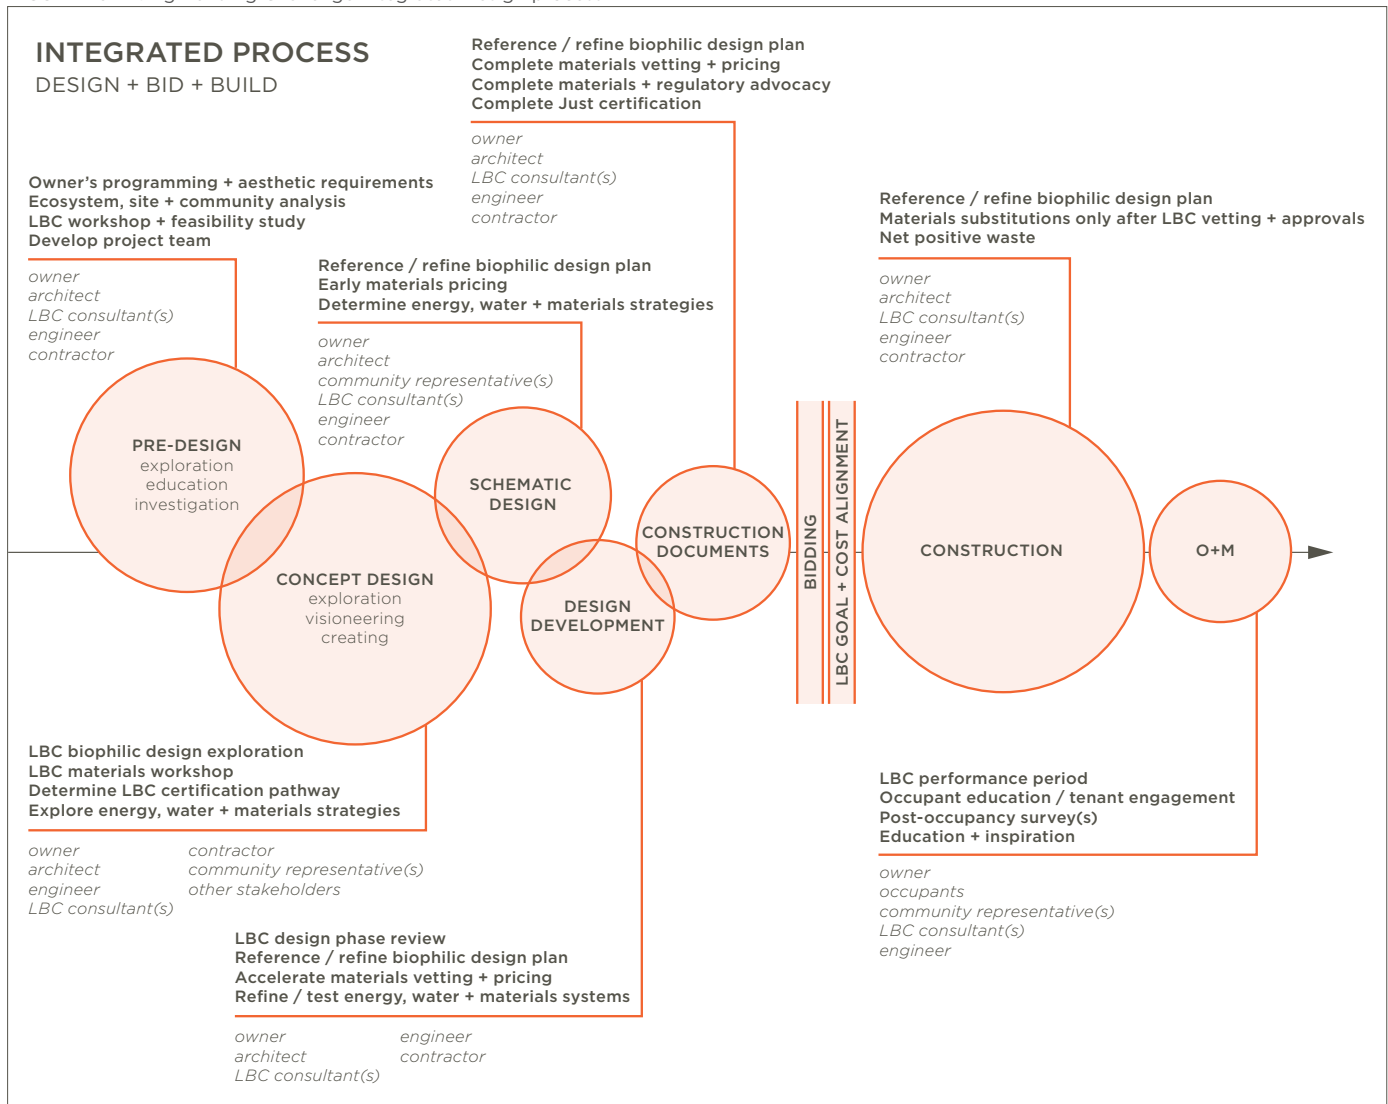 INTEGRATED PROCESS
DESIGN + BID + BUILD
Reference / refine biophilic design plan
Complete materials vetting + pricing
Complete materials + regulatory advocacy
Complete Just certification
owner
architect
LBC consultant(s)
engineer
contractor
Owner's programming + aesthetic requirements
Ecosystem, site + community analysis
LBC workshop + feasibility study
Develop project team
owner
architect
LBC consultant(s)
engineer
contractor
Reference / refine biophilic design plan
Early materials pricing
Determine energy, water + materials strategies
owner
architect
community representative(s)
LBC consultant(s)
engineer
contractor
Reference / refine biophilic design plan
Materials substitutions only after LBC vetting + approvals
Net positive waste
owner
architect
LBC consultant(s)
engineer
contractor
PRE-DESIGN
exploration
education
investigation
CONCEPT DESIGN
exploration
visioneering
creating
SCHEMATIC
DESIGN
DESIGN
DEVELOPMENT
CONSTRUCTION
DOCUMENTS
BIDDING
LBC GOAL + COST ALIGNMENT
CONSTRUCTION
O+M
LBC biophilic design exploration
LBC materials workshop
Determine LBC certification pathway
Explore energy, water + materials strategies
owner
architect
engineer
LBC consultant(s)
contractor
community representative(s)
other stakeholders
LBC design phase review
Reference / refine biophilic design plan
Accelerate materials vetting + pricing
Refine / test energy, water + materials systems
owner
architect
LBC consultant(s)
engineer
contractor
LBC performance period
Occupant education / tenant engagement
Post-occupancy survey(s)
Education + inspiration
owner
occupants
community representative(s)
LBC consultant(s)
engineer